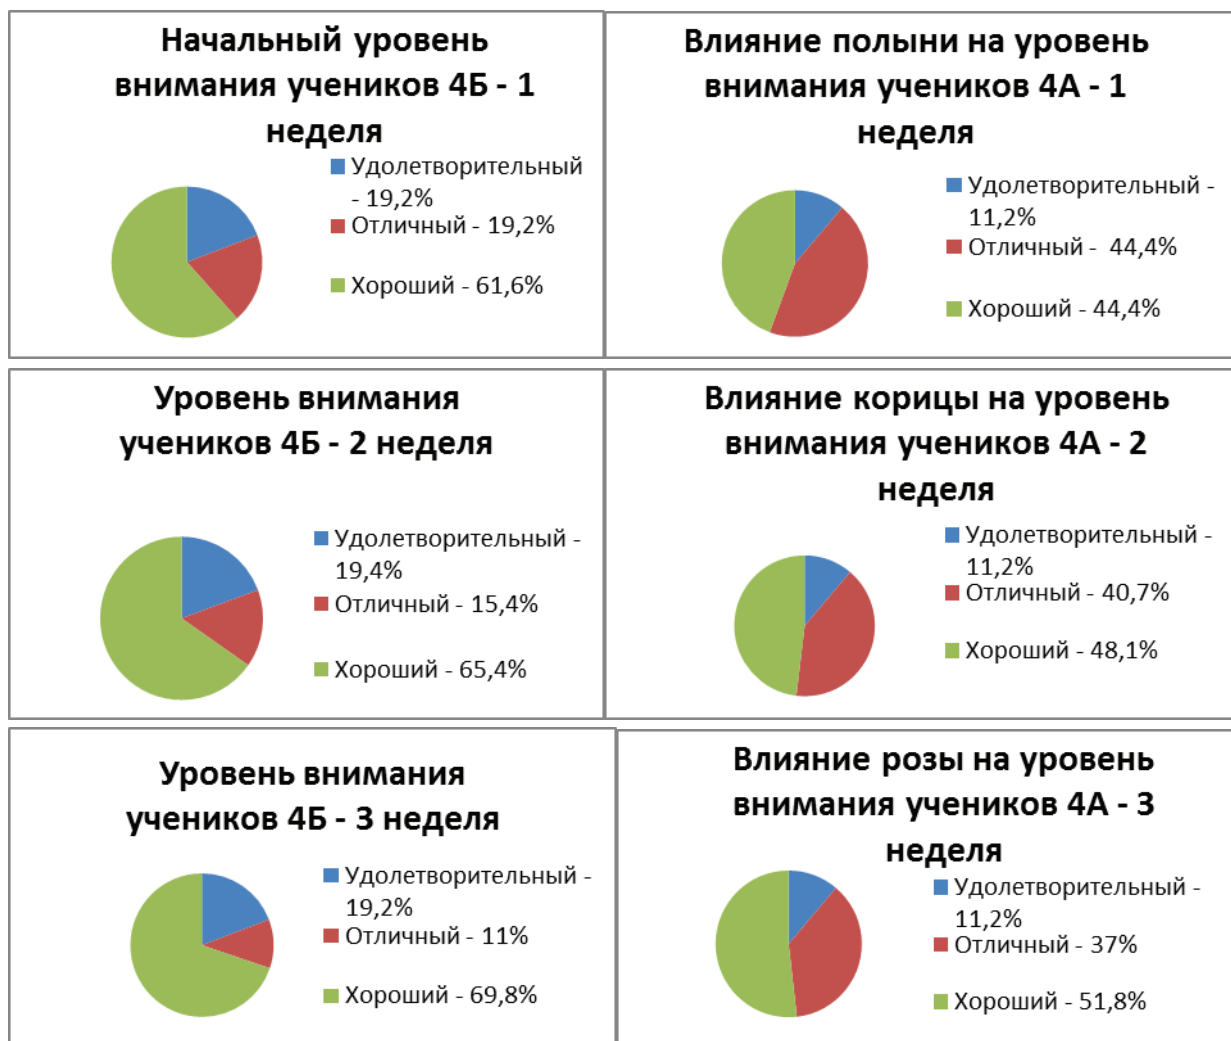 Начальный уровень
внимания учеников 4Б - 1
неделя
Удолетворительный
- 19,2%
Отличный - 19,2%
Хороший - 61,6%
Влияние полыни на уровень
внимания учеников 4А - 1
неделя
Удолетворительный -
11,2%
Отличный -  44,4%
Хороший - 44,4%
Уровень внимания
учеников 4Б - 2 неделя
Удолетворительный -
19,4%
Отличный - 15,4%
Хороший - 65,4%
Влияние корицы на уровень
внимания учеников 4А - 2
неделя
Удолетворительный -
11,2%
Отличный - 40,7%
Хороший - 48,1%
Уровень внимания
учеников 4Б - 3 неделя
Удолетворительный -
19,2%
Отличный - 11%
Хороший - 69,8%
Влияние розы на уровень
внимания учеников 4А - 3
неделя
Удолетворительный -
11,2%
Отличный - 37%
Хороший - 51,8%